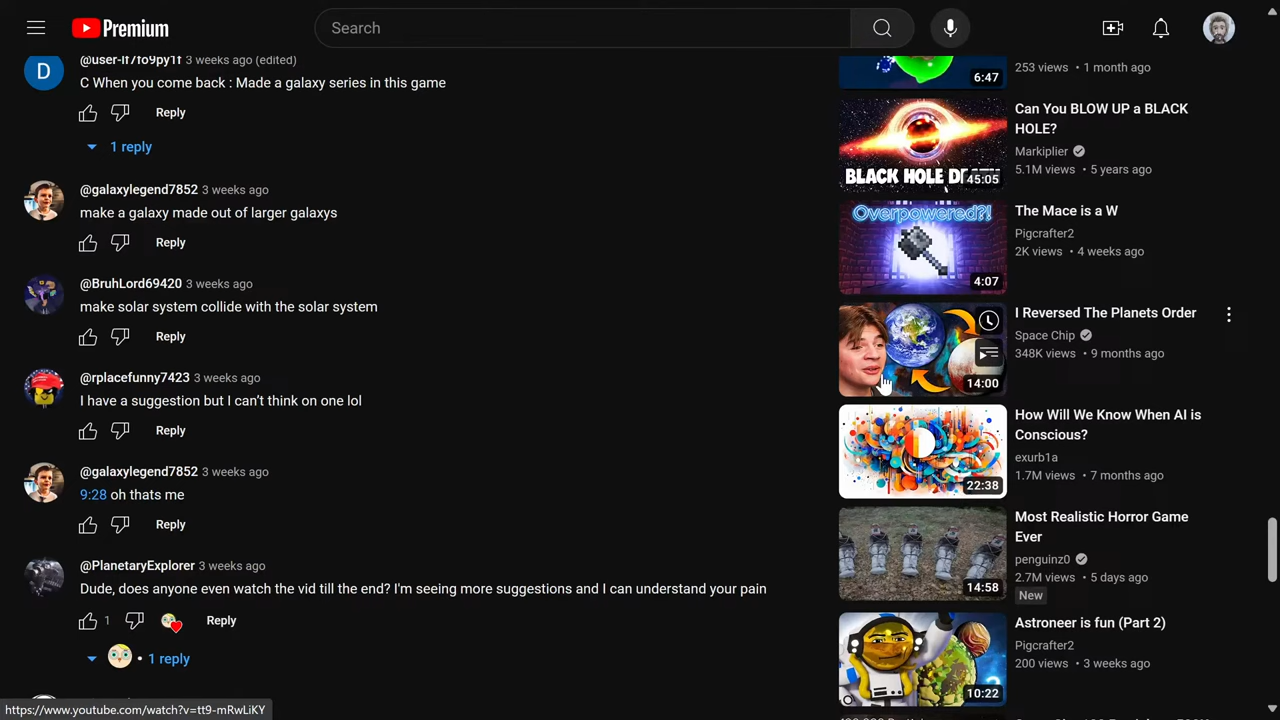 Premium
Search
@user-lf7fo9py1f 3 weeks ago (edited)
C When you come back : Made a galaxy series in this game
Reply
1 reply
@galaxylegend7852 3 weeks ago
make a galaxy made out of larger galaxys
Reply
@BruhLord69420 3 weeks ago
make solar system collide with the solar system
Reply
@rplacefunny7423 3 weeks ago
I have a suggestion but I can't think on one lol
Reply
@galaxylegend7852 3 weeks ago
9:28 oh thats me
Reply
@PlanetaryExplorer 3 weeks ago
Dude, does anyone even watch the vid till the end? I'm seeing more suggestions and I can understand your pain
1
Reply
1 reply
https://www.youtube.com/watch?v=tt9-mRwLiKY
6:47
253 views • 1 month ago
BLACK HOLE
45:05
Can You BLOW UP a BLACK
HOLE?
Markiplier
5.1M views • 5 years ago
Overpowered?!
4:07
The Mace is a W
Pigcrafter2
2K views • 4 weeks ago
14:00
I Reversed The Planets Order
Space Chip
348K views • 9 months ago
22:38
How Will We Know When AI is
Conscious?
exurb1a
1.7M views • 7 months ago
14:58
Most Realistic Horror Game
Ever
penguinz0
2.7M views • 5 days ago
New
10:22
Astroneer is fun (Part 2)
Pigcrafter2
200 views • 3 weeks ago